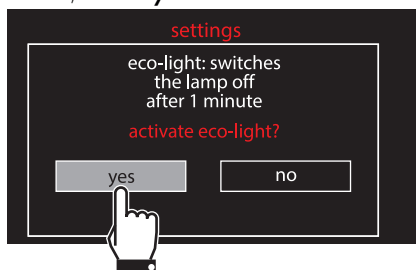 settings
eco-light: switches
the lamp off
after 1 minute
activate eco-light?
yes
no